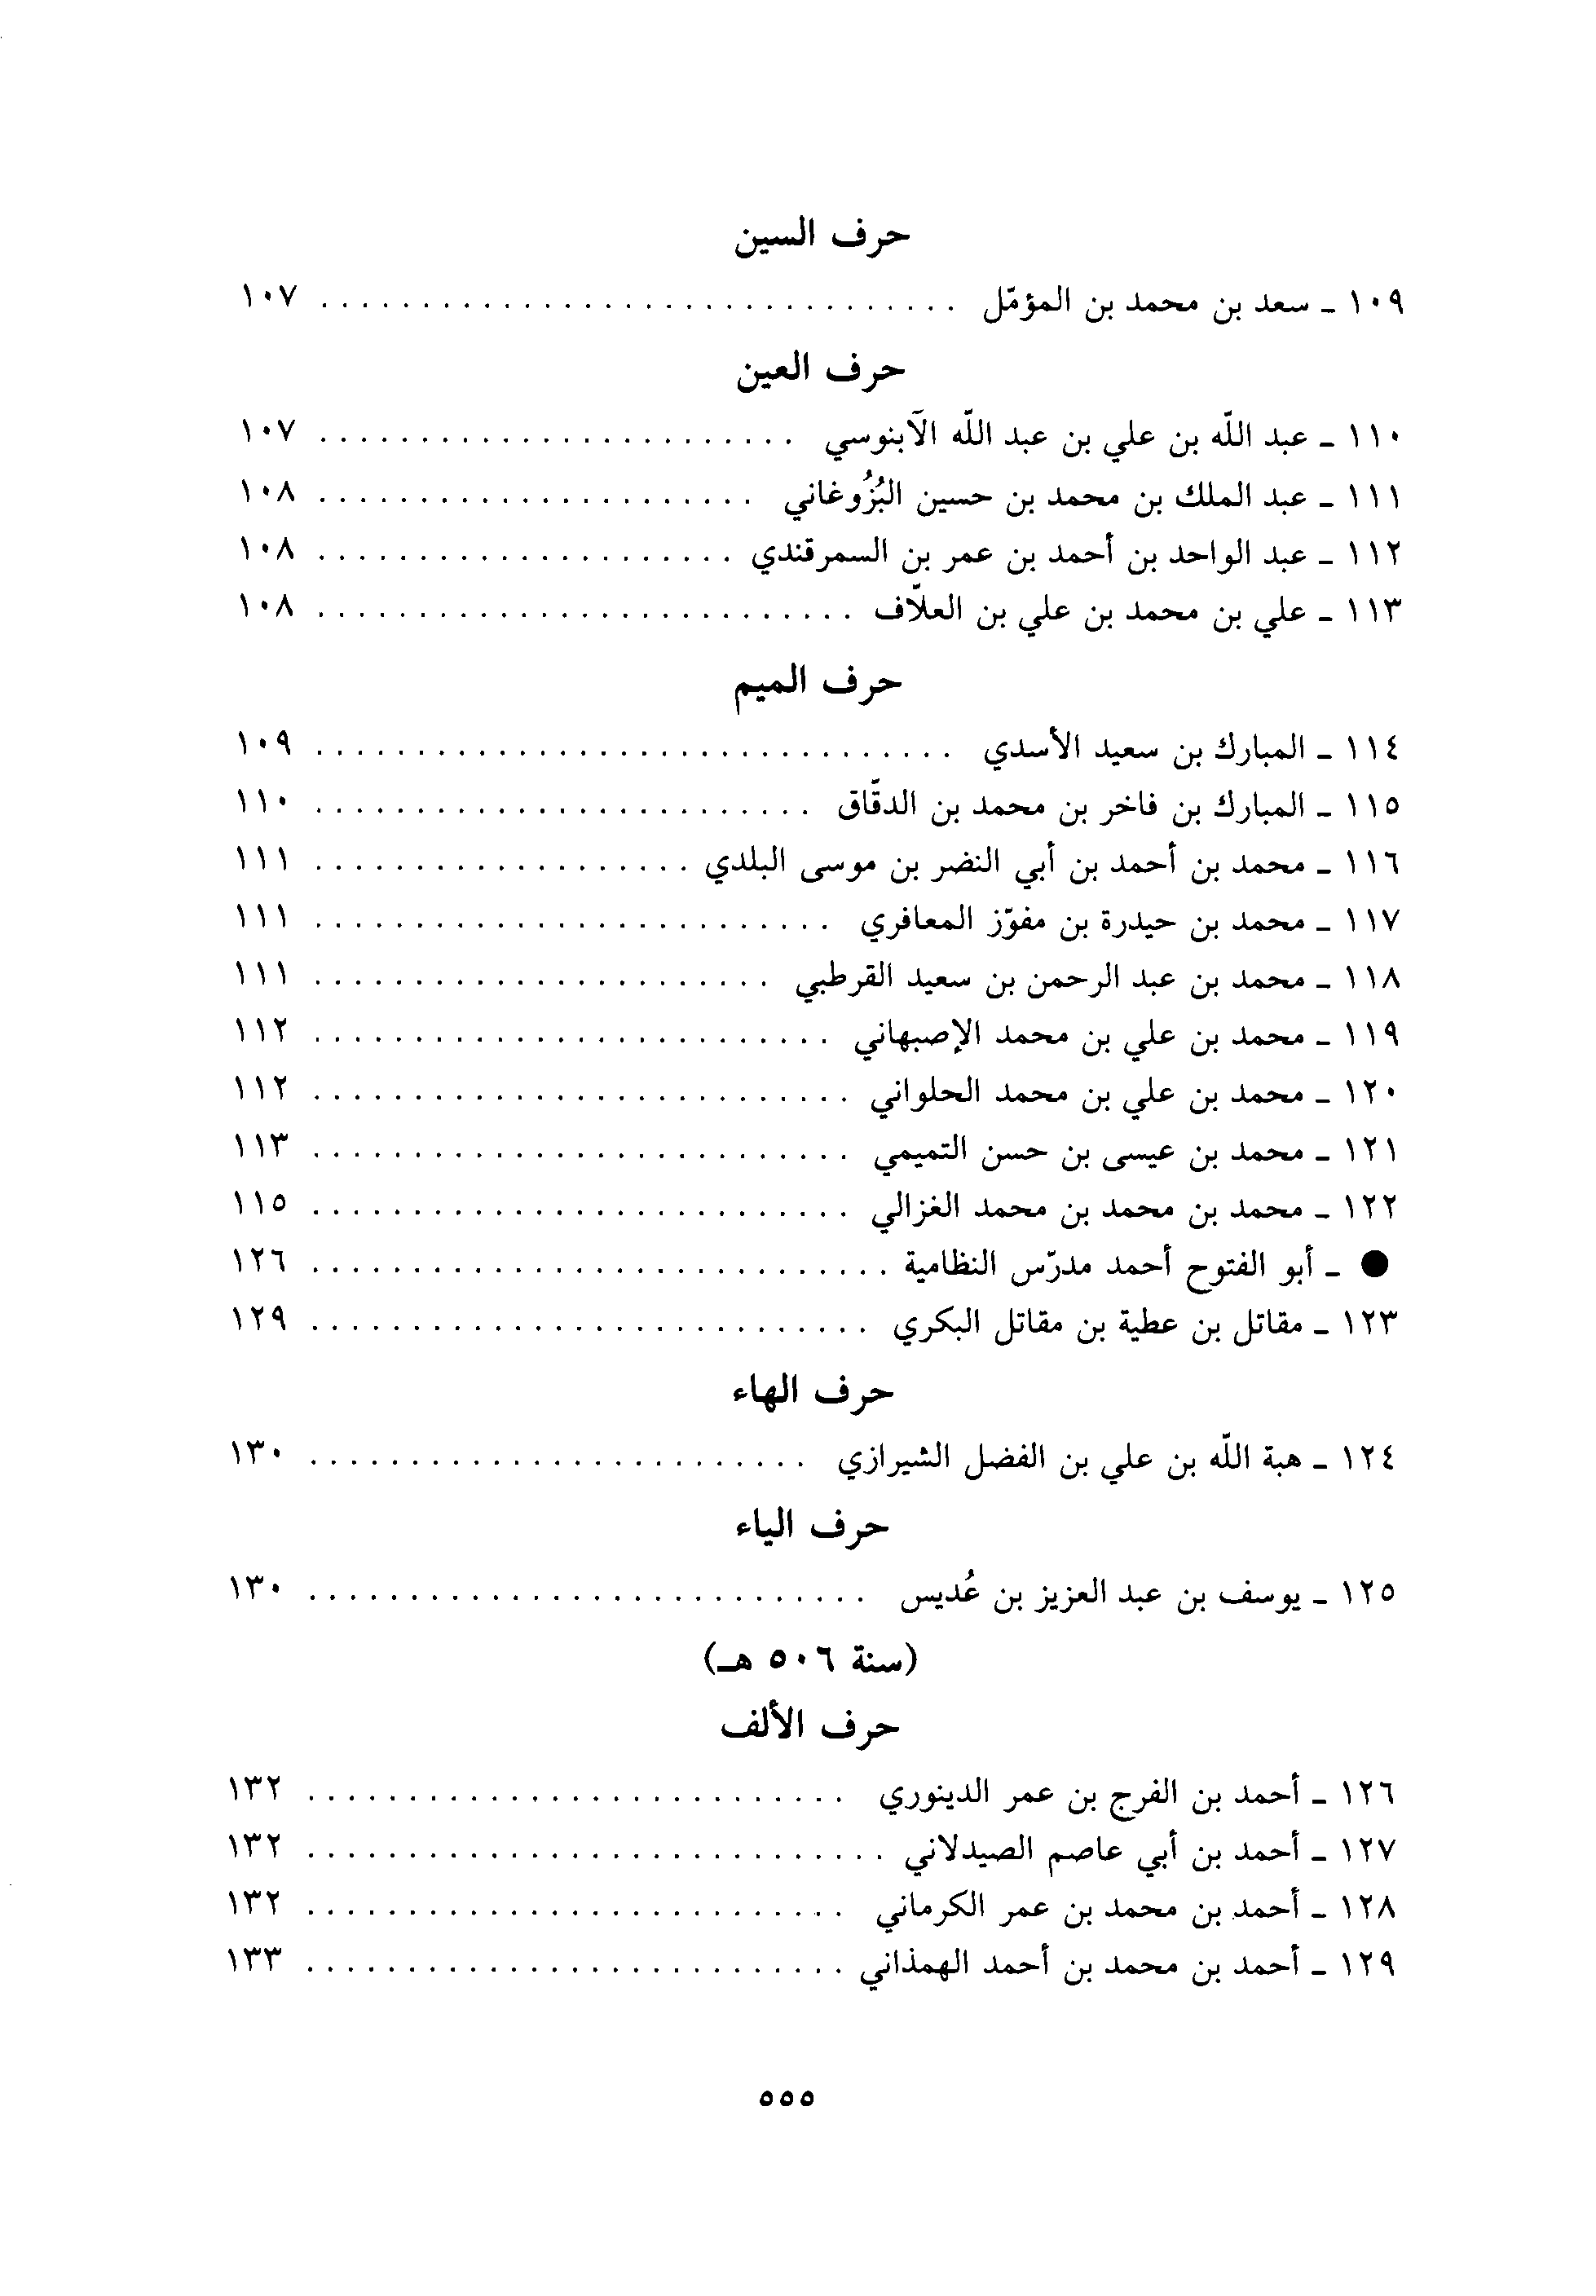 حرف السين
١٠٩ ـ سعد بن محمد بن المؤمّل . . . . . . . . . . . . . . . . . . . . . . . . . . . . . . . . ١٠٧
حرف العين
١١٠ ـ عبد اللّه بن علي بن عبد اللّه الآبنوسي . . . . . . . . . . . . . . . . . . . . . . . . ١٠٧
١١١ ـ عبد الملك بن محمد بن حسين البُزُوغاني . . . . . . . . . . . . . . . . . . . . . . ١٠٨
١١٢ ـ عبد الواحد بن أحمد بن عمر بن السمرقندي . . . . . . . . . . . . . . . . . . . . . ١٠٨
١١٣ ـ علي بن محمد بن علي بن العلاّف . . . . . . . . . . . . . . . . . . . . . . . . . . . ١٠٨
حرف الميم
١١٤ ـ المبارك بن سعيد الأسدي . . . . . . . . . . . . . . . . . . . . . . . . . . . . . . . . ١٠٩
١١٥ ـ المبارك بن فاخر بن محمد بن الدقّاق . . . . . . . . . . . . . . . . . . . . . . . . . ١١٠
١١٦ ـ محمد بن أحمد بن أبي النضر بن موسى البلدي . . . . . . . . . . . . . . . . . . . ١١١
١١٧ ـ محمد بن حيدرة بن مفوّز المعافري . . . . . . . . . . . . . . . . . . . . . . . . . . ١١١
١١٨ ـ محمد بن عبد الرحمن بن سعيد القرطبي . . . . . . . . . . . . . . . . . . . . . . . ١١١
١١٩ ـ محمد بن علي بن محمد الإصبهاني . . . . . . . . . . . . . . . . . . . . . . . . . . ١١٢
١٢٠ ـ محمد بن علي بن محمد الحلواني . . . . . . . . . . . . . . . . . . . . . . . . . . . ١١٢
١٢١ ـ محمد بن عيسى بن حسن التميمي . . . . . . . . . . . . . . . . . . . . . . . . . . . ١١٣
١٢٢ ـ محمد بن محمد بن محمد الغزالي . . . . . . . . . . . . . . . . . . . . . . . . . . . ١١٥
● ـ أبو الفتوح أحمد مدرّس النظامية . . . . . . . . . . . . . . . . . . . . . . . . . . . . . ١٢٦
١٢٣ ـ مقاتل بن عطية بن مقاتل البكري . . . . . . . . . . . . . . . . . . . . . . . . . . . . ١٢٩
حرف الهاء
١٢٤ ـ هبة اللّه بن علي بن الفضل الشيرازي . . . . . . . . . . . . . . . . . . . . . . . . . ١٣٠
حرف الياء
١٢٥ ـ يوسف بن عبد العزيز بن عُديس . . . . . . . . . . . . . . . . . . . . . . . . . . . . ١٣٠
(سنة ٥٠٦ هـ)
حرف الألف
١٢٦ ـ أحمد بن الفرج بن عمر الدينوري . . . . . . . . . . . . . . . . . . . . . . . . . . . ١٣٢
١٢٧ ـ أحمد بن أبي عاصم الصيدلاني . . . . . . . . . . . . . . . . . . . . . . . . . . . . . ١٣٢
١٢٨ ـ أحمد بن محمد بن عمر الكرماني . . . . . . . . . . . . . . . . . . . . . . . . . . . ١٣٢
١٢٩ ـ أحمد بن محمد بن أحمد الهمذاني . . . . . . . . . . . . . . . . . . . . . . . . . . . ١٣٣
٥٥٥